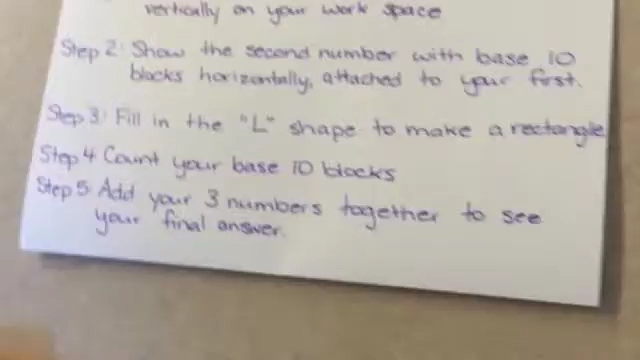 vertically on your work space
Step 2: Show the second number with base 10
blocks horizontally, attached to your first.
Step 3: Fill in the "L" shape to make a rectangle
Step 4 Count your base 10 blocks
Step 5: Add your 3 numbers together to see
your final answer.